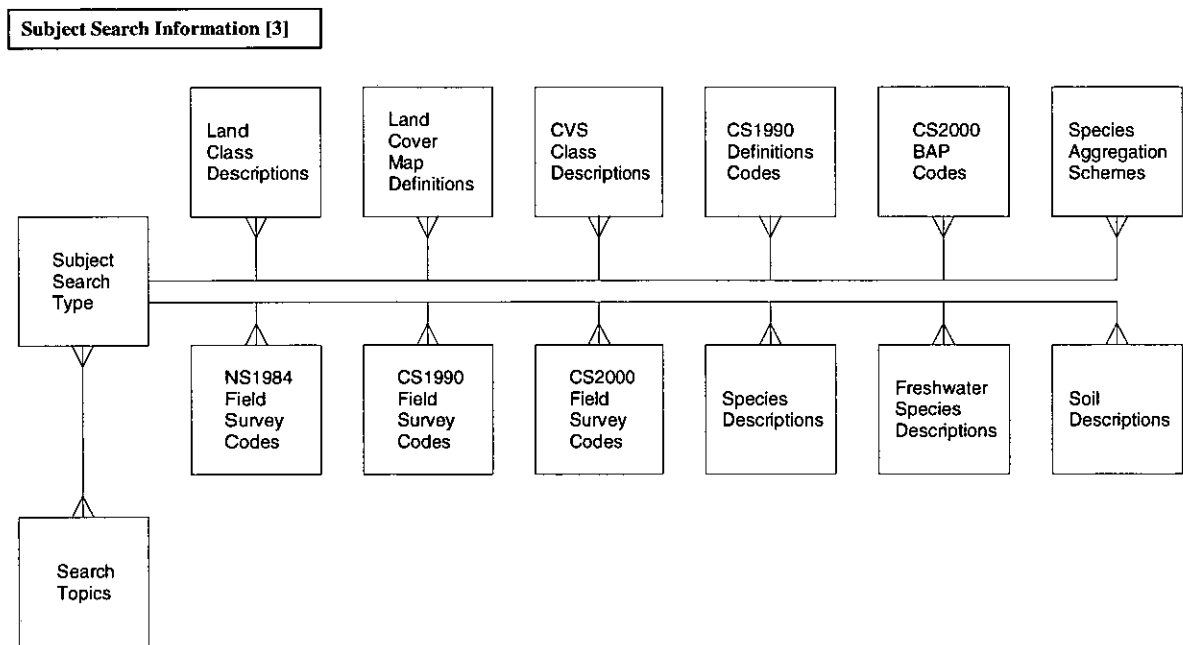 Subject Search Information [3]
Land
Class
Descriptions
Land
Cover
Map
Definitions
CVS
Class
Descriptions
CS1990
Definitions
Codes
CS2000
BAP
Codes
Species
Aggregation
Schemes
Subject
Search
Type
NS1984
Field
Survey
Codes
CS1990
Field
Survey
Codes
CS2000
Field
Survey
Codes
Species
Descriptions
Freshwater
Species
Descriptions
Soil
Descriptions
Search
Topics